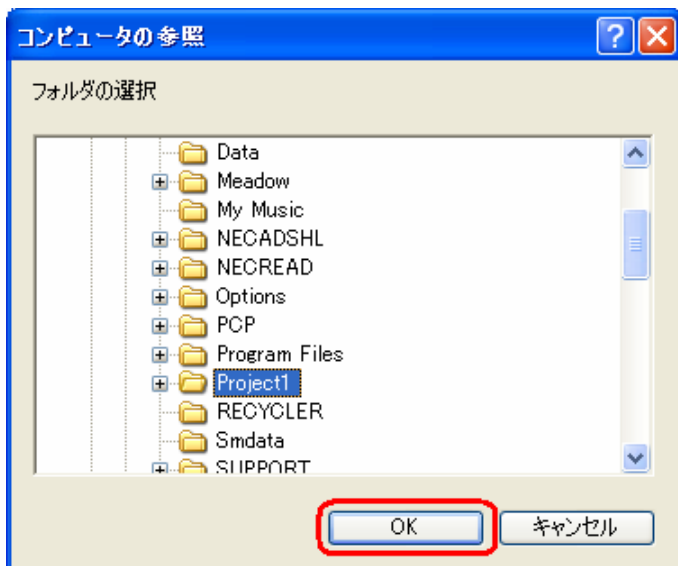 コンピュータの参照
フォルダの選択
Data
Meadow
My Music
NECADSHL
NECREAD
Options
PCP
Program Files
Project1
RECYCLER
Smdata
SUPPORT
OK キャンセル